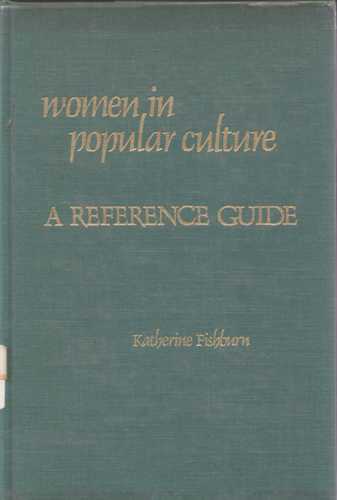 women in
popular culture
A REFERENCE GUIDE
Katherine Fishburn